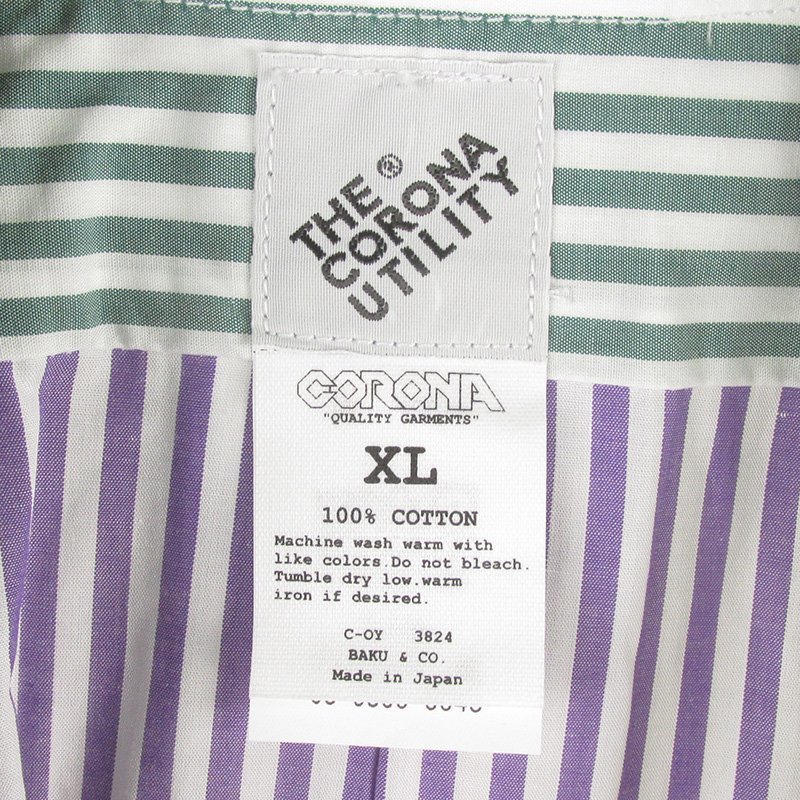 THE ®
CORONA
UTILITY
CORONA
"QUALITY GARMENTS"
XL
100% COTTON
Machine wash warm with
like colors.Do not bleach.
Tumble dry low.warm
iron if desired.
C-OY 3824
BAKU & CO.
Made in Japan